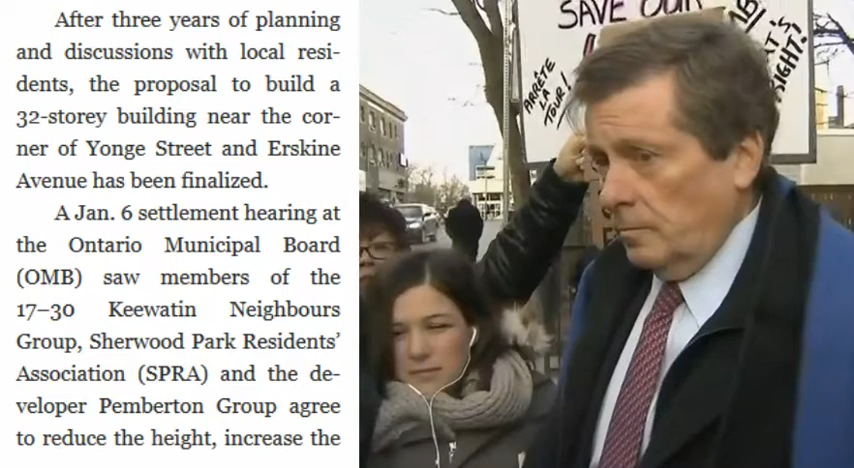 After three years of planning
and discussions with local resi-
dents, the proposal to build a
32-storey building near the cor-
ner of Yonge Street and Erskine
Avenue has been finalized.
A Jan. 6 settlement hearing at
the Ontario Municipal Board
(OMB) saw members of the
17–30 Keewatin Neighbours
Group, Sherwood Park Residents’
Association (SPRA) and the de-
veloper Pemberton Group agree
to reduce the height, increase the
SAVE OUR
ARRÊTE
LA
TOUR!